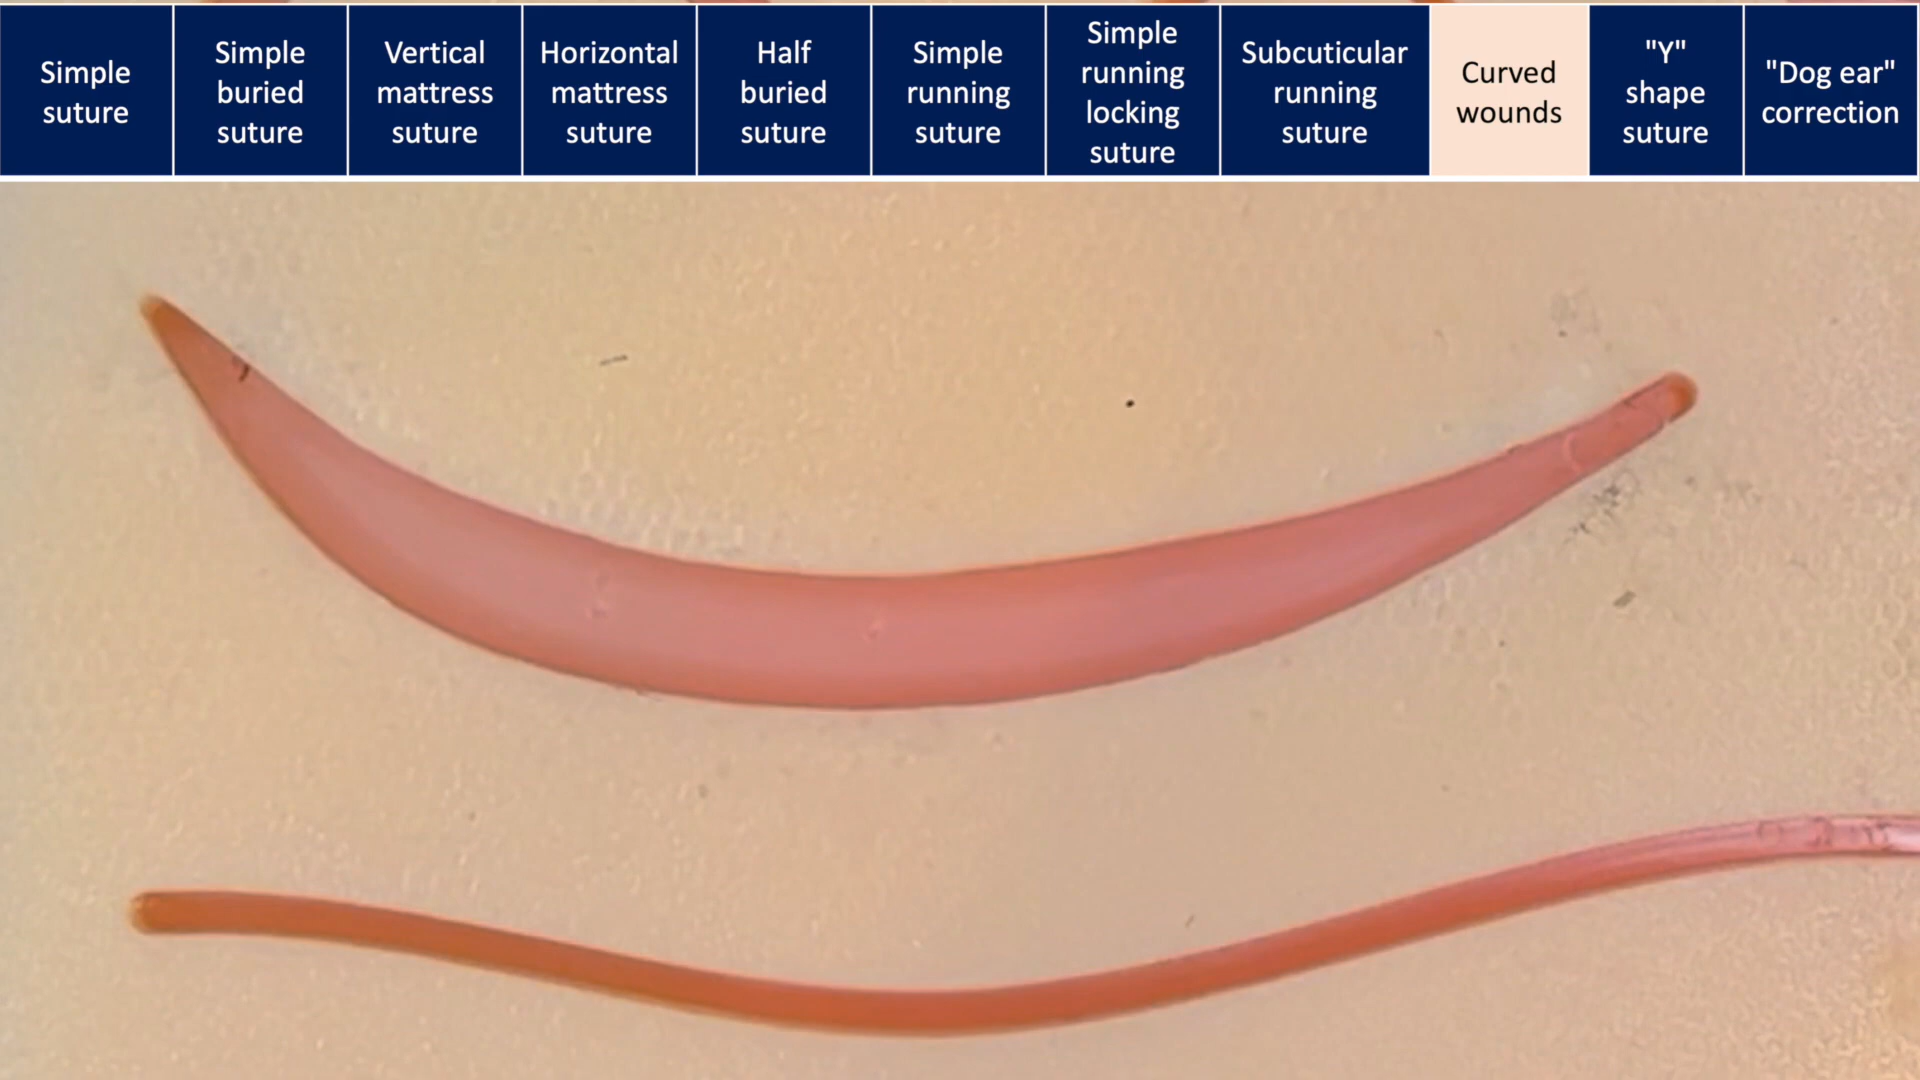 Simple
suture
Simple
buried
suture
Vertical
mattress
suture
Horizontal
mattress
suture
Half
buried
suture
Simple
running
suture
Simple
running
locking
suture
Subcuticular
running
suture
Curved
wounds
"Y"
shape
suture
"Dog ear"
correction